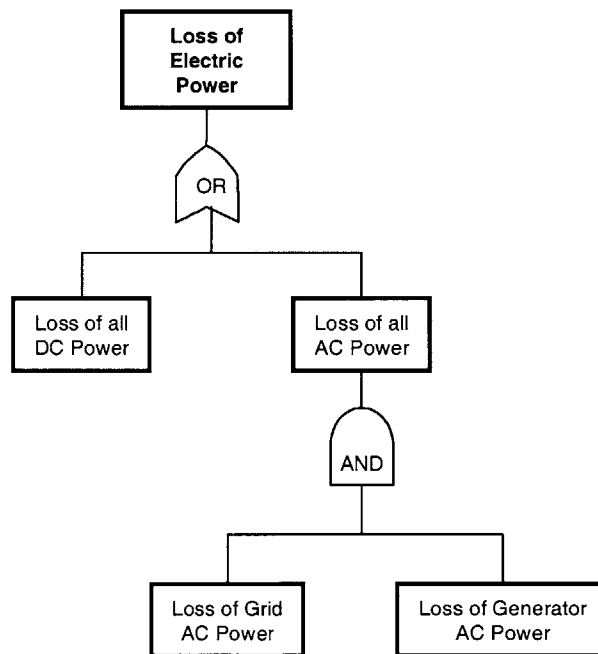 Loss of
Electric
Power
OR
Loss of all
DC Power
Loss of all
AC Power
AND
Loss of Grid
AC Power
Loss of Generator
AC Power